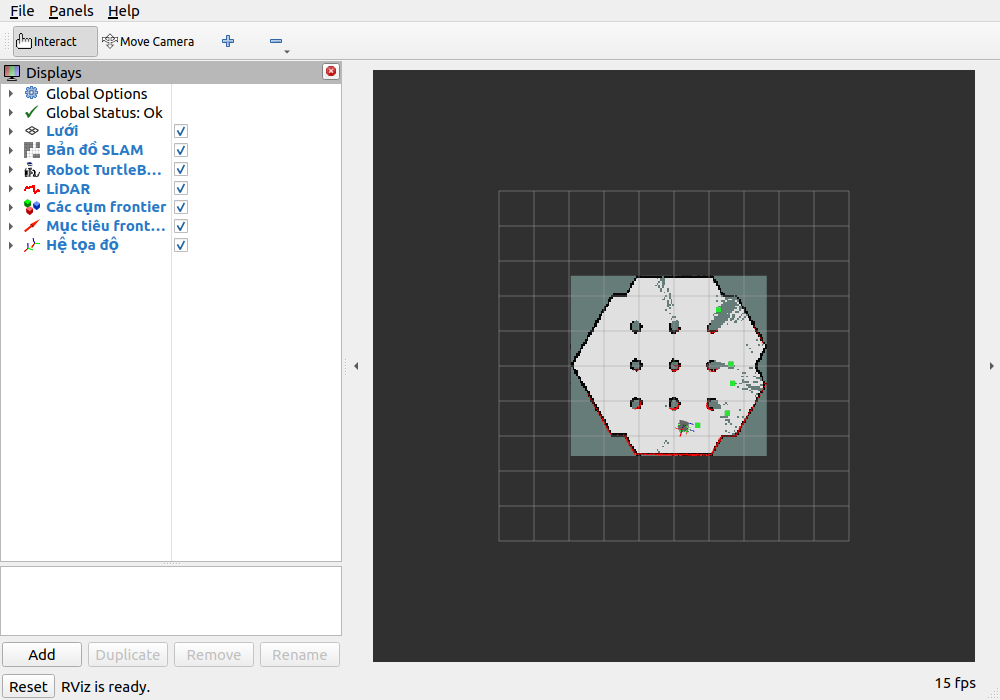 File Panels Help
Interact Move Camera
Displays
Global Options
Global Status: Ok
Lưới
Bản đồ SLAM
Robot TurtleB...
LiDAR
Các cụm frontier
Mục tiêu front...
Hệ tọa độ
Add Duplicate Remove Rename
Reset RViz is ready. 15 fps